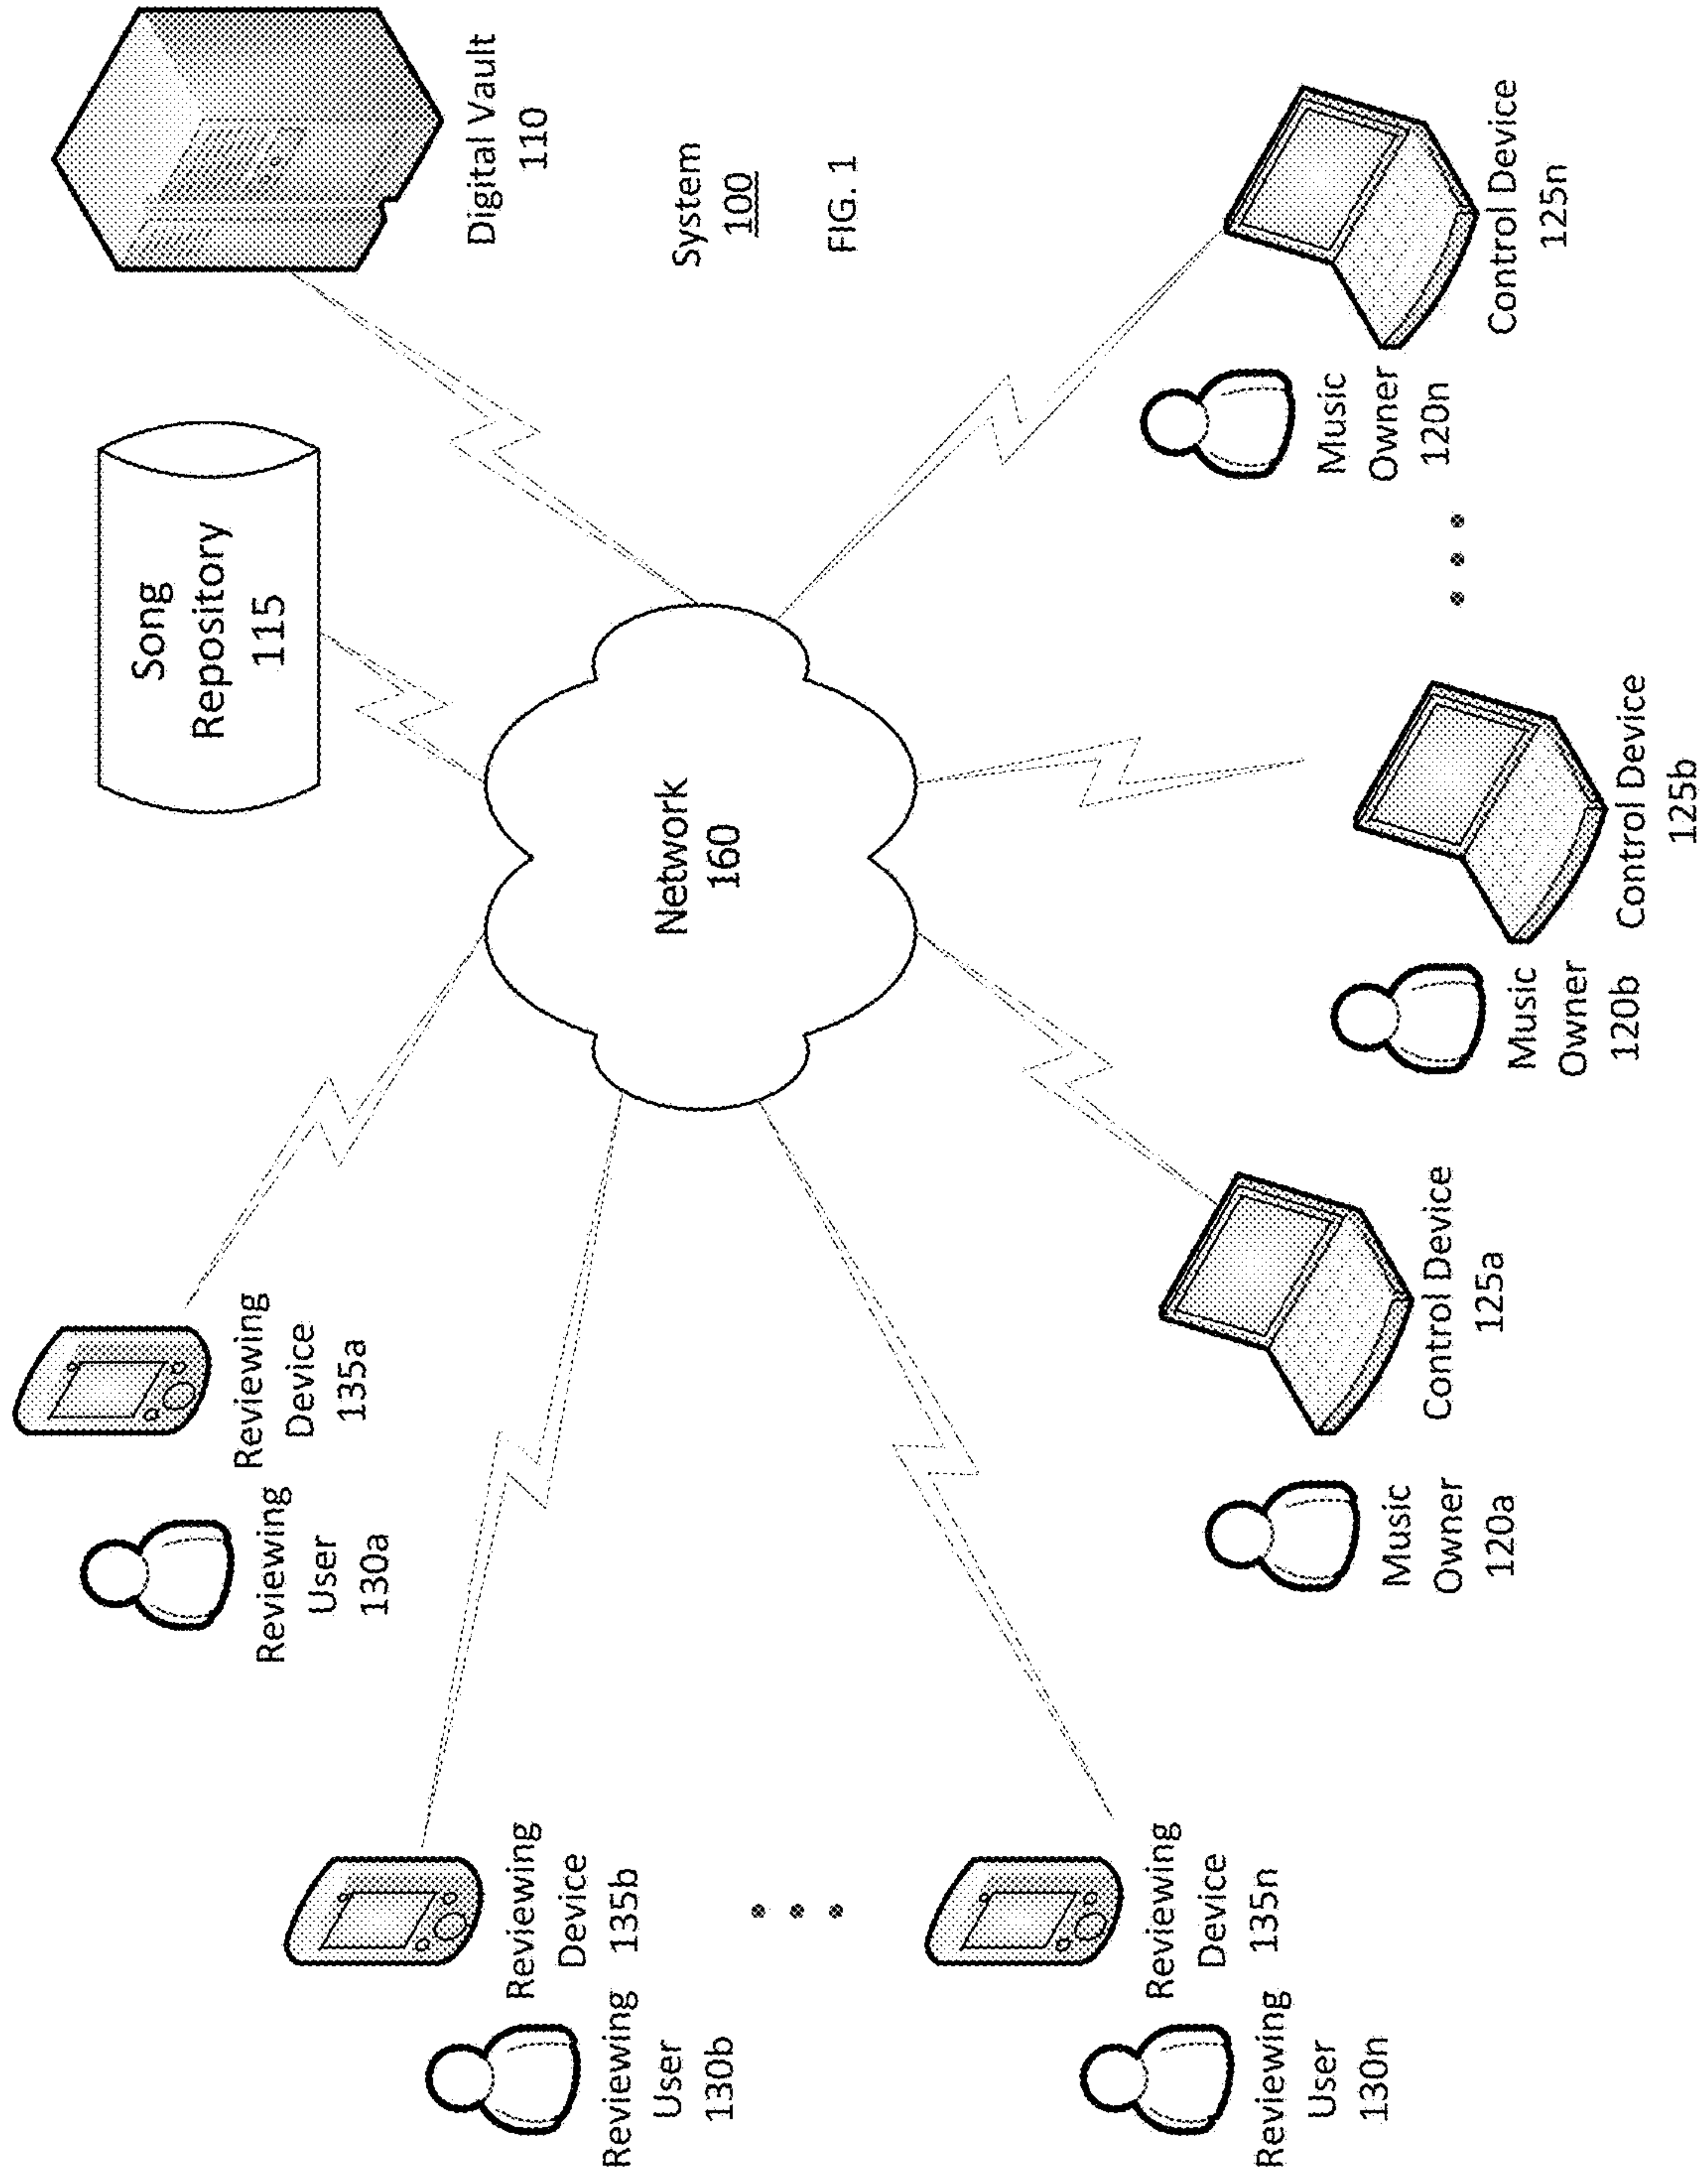 Reviewing
User
130a
Reviewing
Device
135a
Song
Repository
115
Digital Vault
110
Reviewing
User
130b
Reviewing
Device
135b
Network
160
System
100
FIG. 1
Reviewing
User
130n
Reviewing
Device
135n
Music
Owner
120a
Control Device
125a
Music
Owner
120b
Control Device
125b
Music
Owner
120n
Control Device
125n